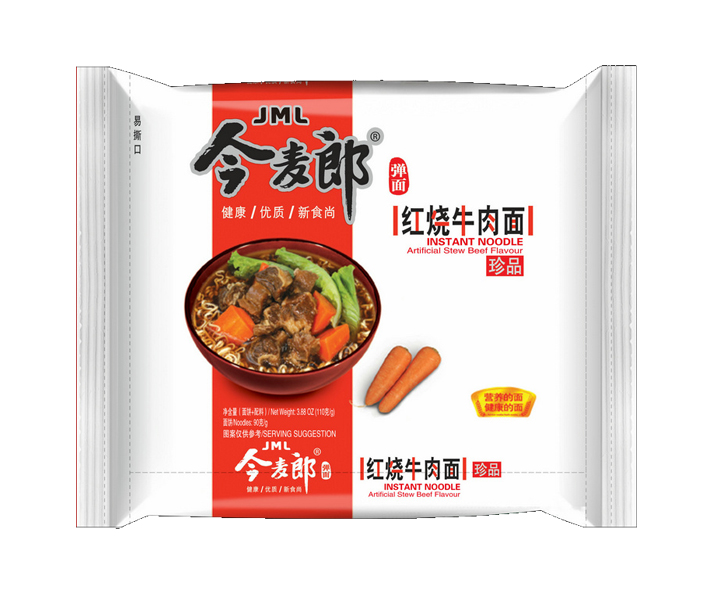 易撕口
JML
今麦郎®
弹面
健康/优质/新食尚
红烧牛肉面
INSTANT NOODLE
Artificial Stew Beef Flavour
珍品
营养的面
健康的面
净含量（面饼+配料）/ Net Weight: 3.88 OZ (110克/g)
面饼/Noodles: 90克/g
图案仅供参考/SERVING SUGGESTION
JML
今麦郎®
弹面
健康/优质/新食尚
红烧牛肉面
珍品
INSTANT NOODLE
Artificial Stew Beef Flavour